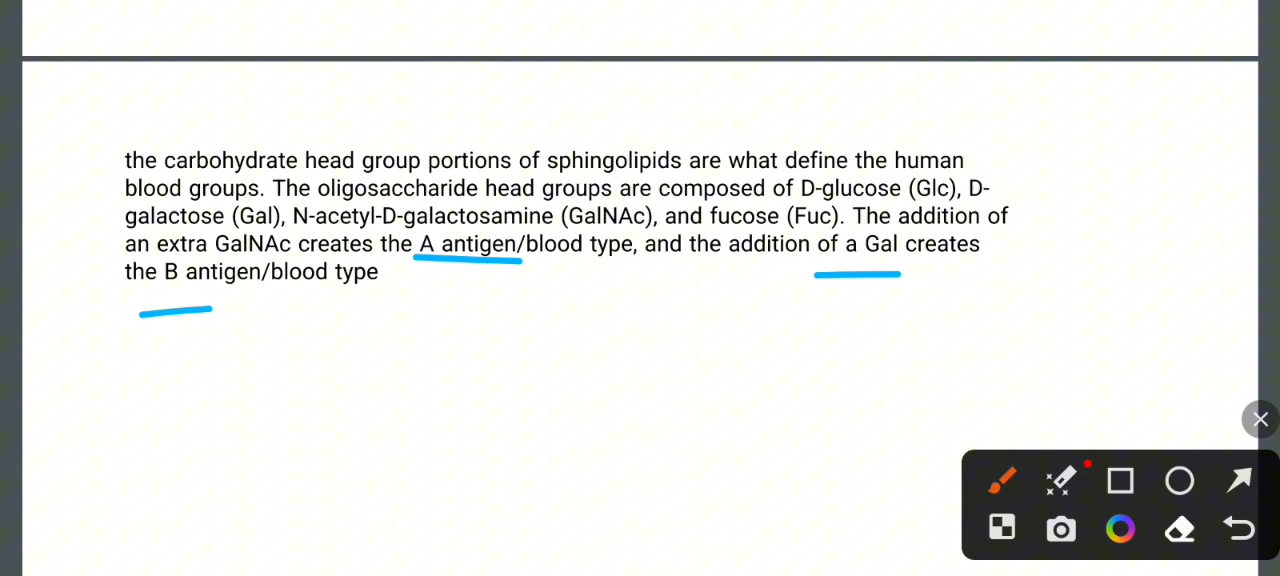 the carbohydrate head group portions of sphingolipids are what define the human
blood groups. The oligosaccharide head groups are composed of D-glucose (Glc), D-
galactose (Gal), N-acetyl-D-galactosamine (GalNAc), and fucose (Fuc). The addition of
an extra GalNAc creates the A antigen/blood type, and the addition of a Gal creates
the B antigen/blood type